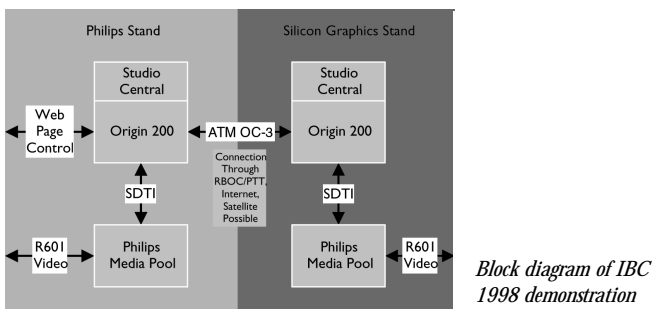 Philips Stand
Silicon Graphics Stand
Studio
Central
Studio
Central
Web
Page
Control
Origin 200
ATM OC-3
Origin 200
Connection
Through
RBOC/PTT,
Internet,
Satellite
Possible
SDTI
SDTI
R601
Video
Philips
Media Pool
Philips
Media Pool
R601
Video
Block diagram of IBC
1998 demonstration